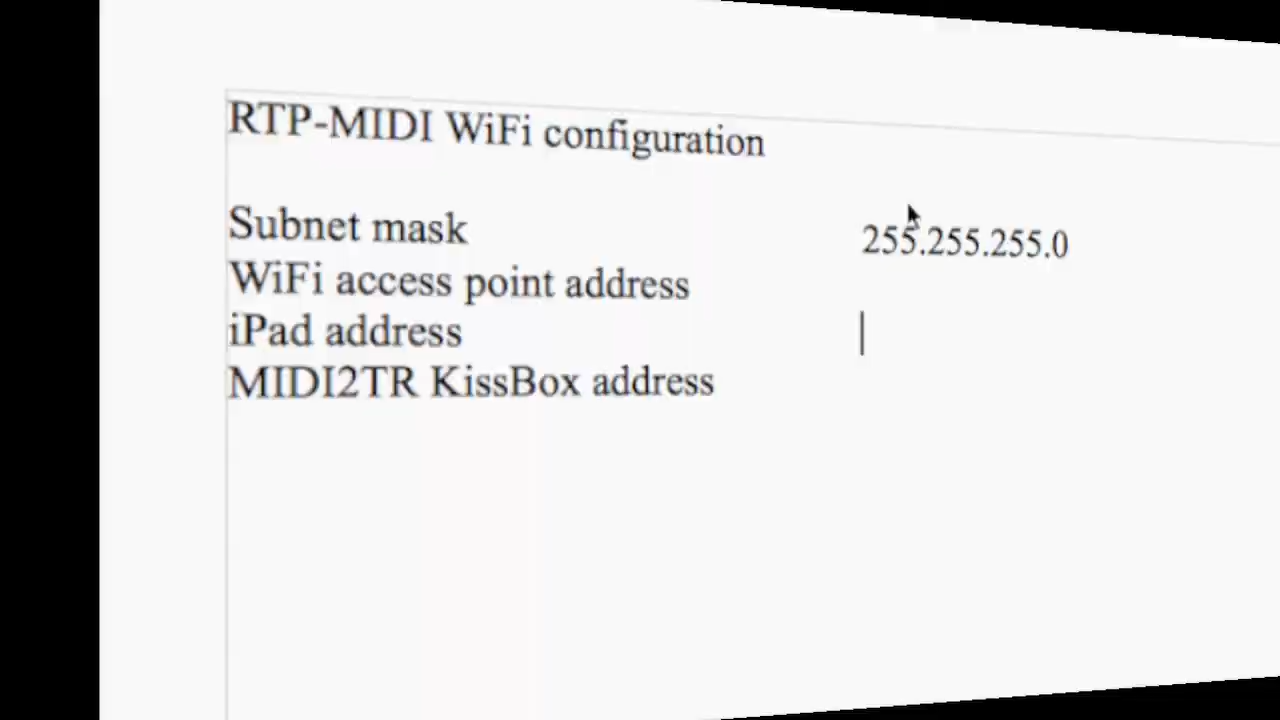 RTP-MIDI WiFi configuration
Subnet mask 255.255.255.0
WiFi access point address
iPad address
MIDI2TR KissBox address